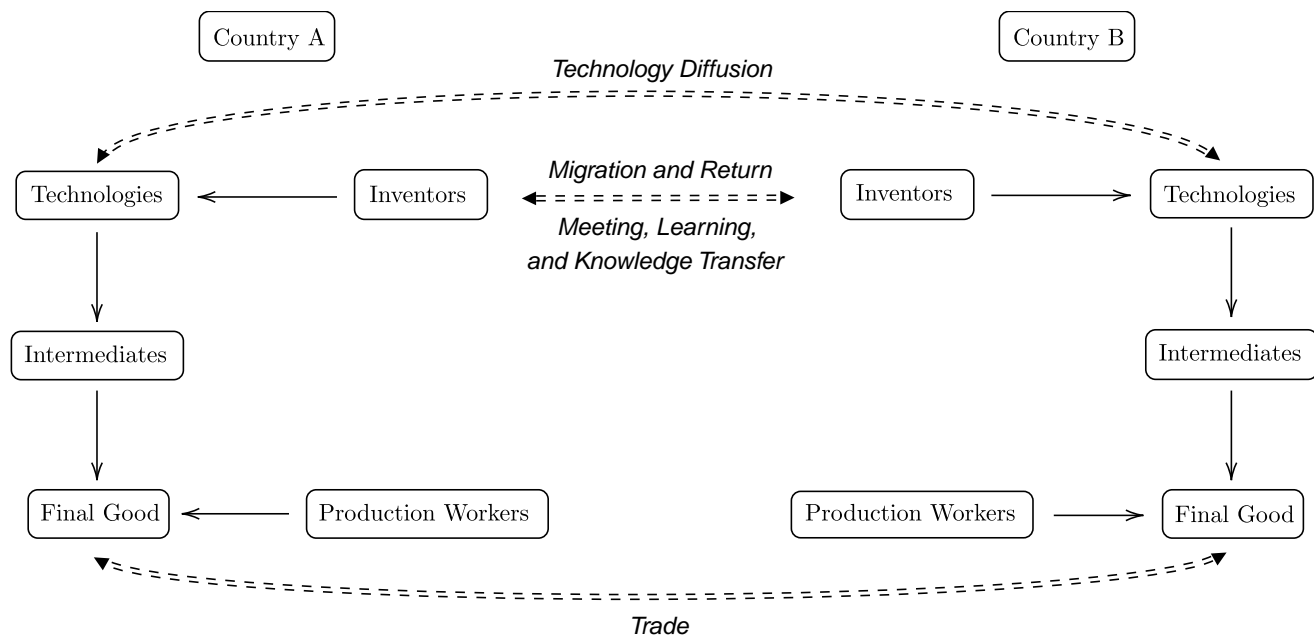 Country A
Country B
Technology Diffusion
Technologies
Inventors
Migration and Return
Inventors
Technologies
Meeting, Learning,
and Knowledge Transfer
Intermediates
Intermediates
Final Good
Production Workers
Production Workers
Final Good
Trade